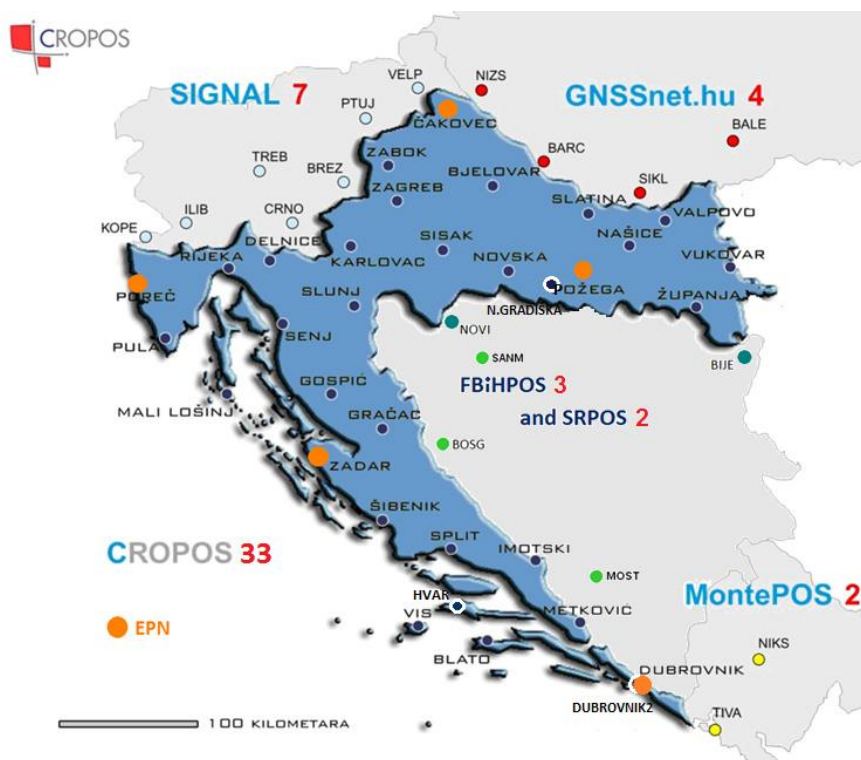 CROPOS
VELP
NIZS
SIGNAL 7
GNSSnet.hu 4
PTUJ
ČAKOVEC
BALE
ZABOK
BARC
TREB
BREZ
BJELOVAR
SIKL
ZAGREB
SLATINA
VALPOVO
KOPE
ILIB
CRNO
DELNICE
SISAK
NAŠICE
RIJEKA
KARLOVAC
NOVSKA
VUKOVAR
POREČ
SLUNJ
POŽEGA
ŽUPANJA
N.GRADIŠKA
PULA
SENJ
NOVI
SANM
BIJE
GOSPIĆ
FBiHPOS 3
MALI LOŠINJ
GRAČAC
and SRPOS 2
BOSG
ZADAR
ŠIBENIK
SPLIT
IMOTSKI
CROPOS 33
MOST
HVAR
MontePOS 2
VIS
METKOVIĆ
EPN
NIKS
BLATO
DUBROVNIK
DUBROVNIK2
TIVA
100 KILOMETARA